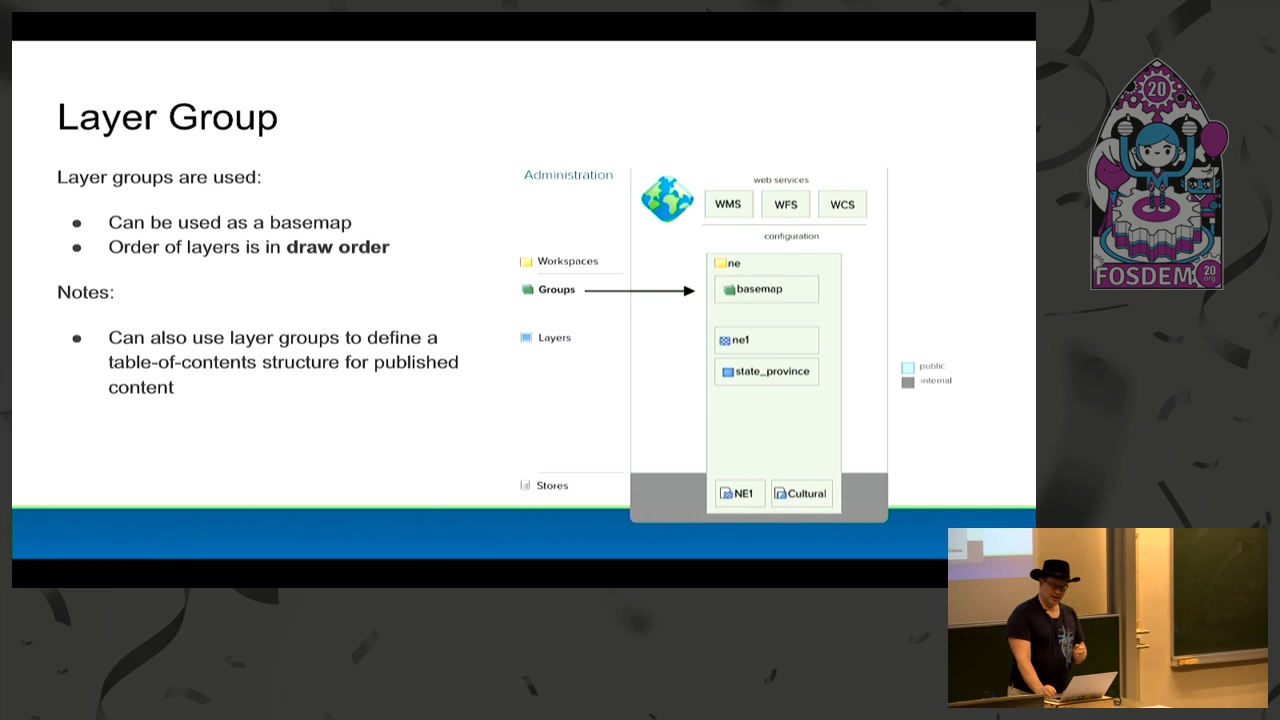 Layer Group
Layer groups are used:
Can be used as a basemap
Order of layers is in draw order
Notes:
Can also use layer groups to define a
table-of-contents structure for published
content
Administration
web services
WMS
WFS
WCS
configuration
Workspaces
Groups
Layers
Stores
ne
basemap
ne1
state_province
NE1
Cultural
public
internal
20
FOSDEM
20
.org